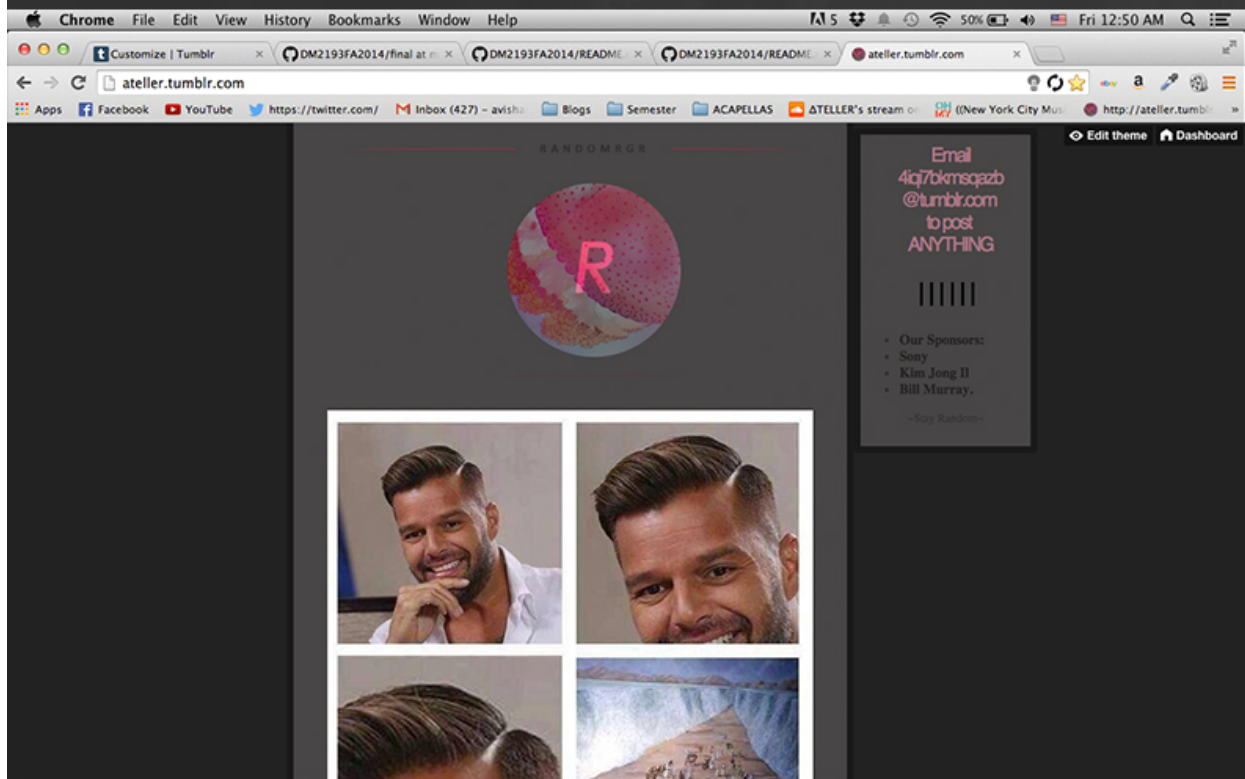 Chrome File Edit View History Bookmarks Window Help 5 50% Fri 12:50 AM
Customize | Tumblr DM2193FA2014/final at DM2193FA2014/README. DM2193FA2014/README. ateller.tumblr.com
ateller.tumblr.com
Apps Facebook YouTube https://twitter.com/ Inbox (427) – avisha Blogs Semester ACAPELLAS ΔTELLER's stream on OH MY ((New York City Mus http://ateller.tumblr »
Edit theme Dashboard
RANDOMRGR
R
Email
4iqi7bkmsqazb
@tumblr.com
to post
ANYTHING
||||||
Our Sponsors:
Sony
Kim Jong Il
Bill Murray.
~Stay Random~